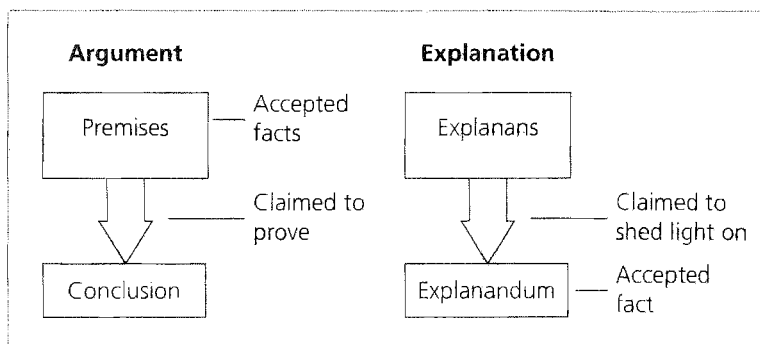 Argument
Explanation
Premises
Accepted
facts
Explanans
Claimed to
prove
Claimed to
shed light on
Conclusion
Explanandum
Accepted
fact